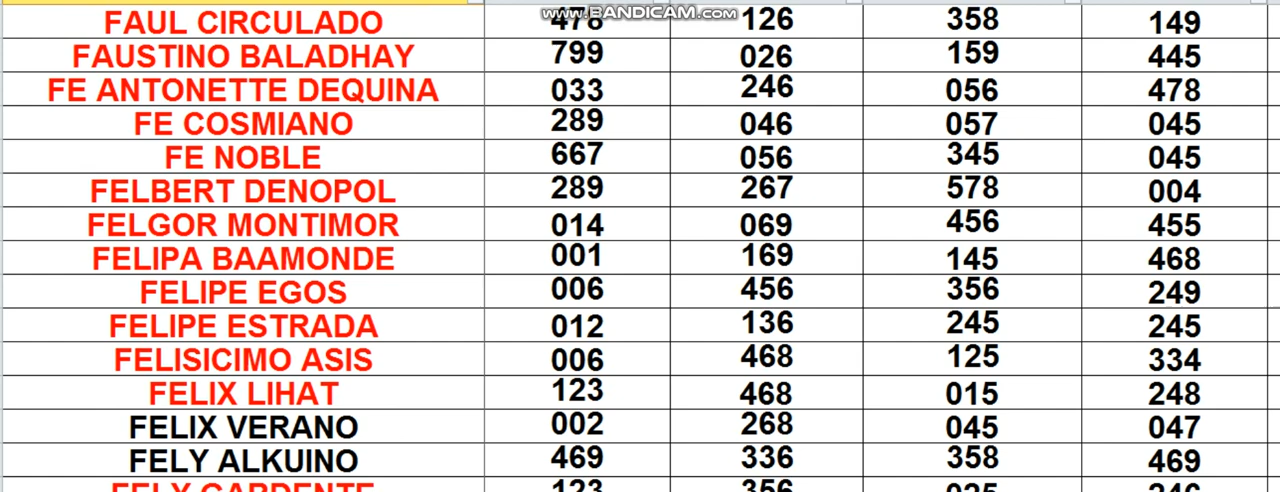 www.BANDICAM.com
FAUL CIRCULADO 478 126 358 149
FAUSTINO BALADHAY 799 026 159 445
FE ANTONETTE DEQUINA 033 246 056 478
FE COSMIANO 289 046 057 045
FE NOBLE 667 056 345 045
FELBERT DENOPOL 289 267 578 004
FELGOR MONTIMOR 014 069 456 455
FELIPA BAAMONDE 001 169 145 468
FELIPE EGOS 006 456 356 249
FELIPE ESTRADA 012 136 245 245
FELISICIMO ASIS 006 468 125 334
FELIX LIHAT 123 468 015 248
FELIX VERANO 002 268 045 047
FELY ALKUINO 469 336 358 469
FELY 123 356